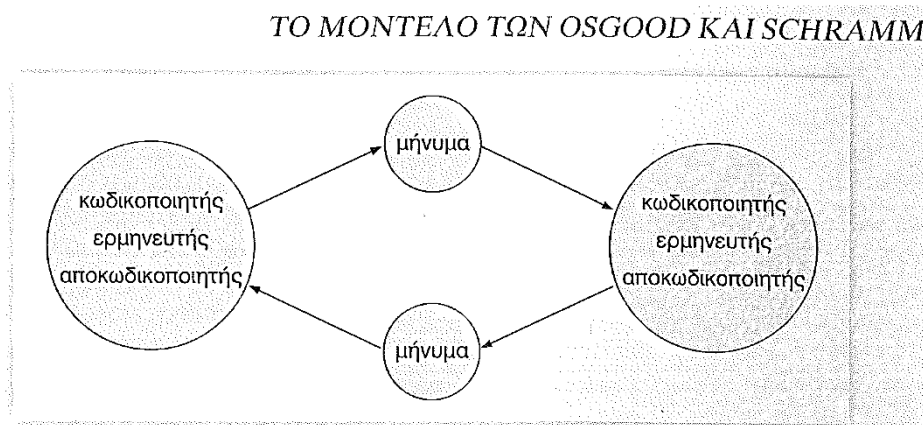 ΤΟ ΜΟΝΤΕΛΟ ΤΩΝ OSGOOD ΚΑΙ SCHRAMM
μήνυμα
κωδικοποιητής
ερμηνευτής
αποκωδικοποιητής
κωδικοποιητής
ερμηνευτής
αποκωδικοποιητής
μήνυμα